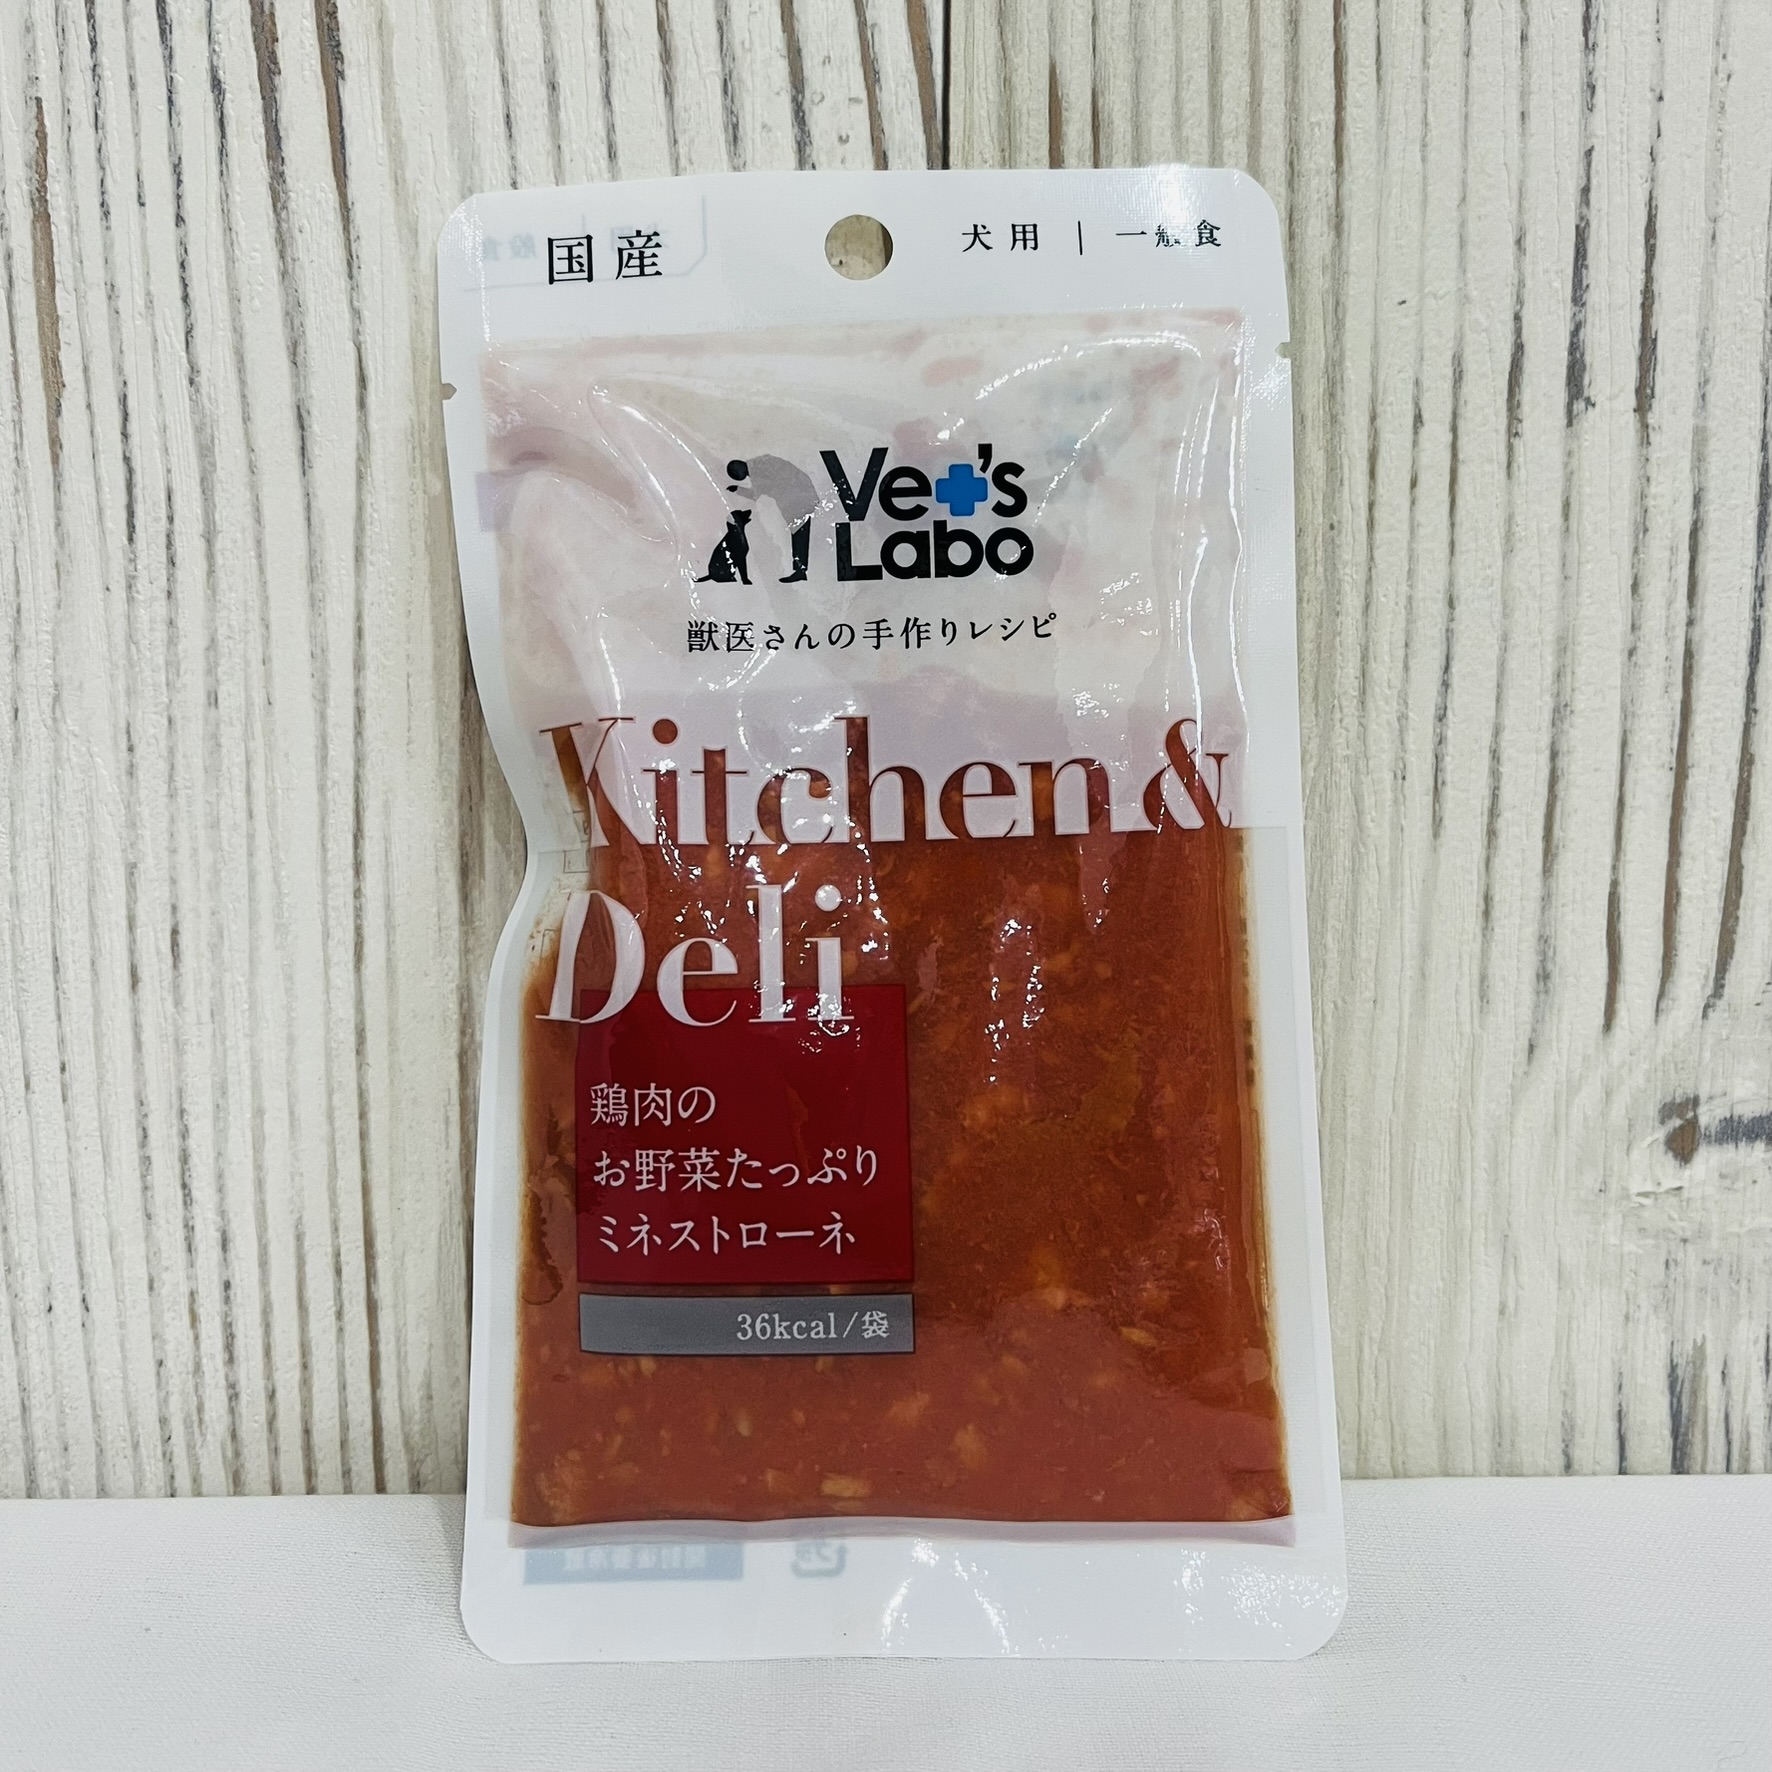 国産
犬用 | 一般食
Vet's
Labo
獣医さんの手作りレシピ
Kitchen&
Deli
鶏肉の
お野菜たっぷり
ミネストローネ
36kcal/袋